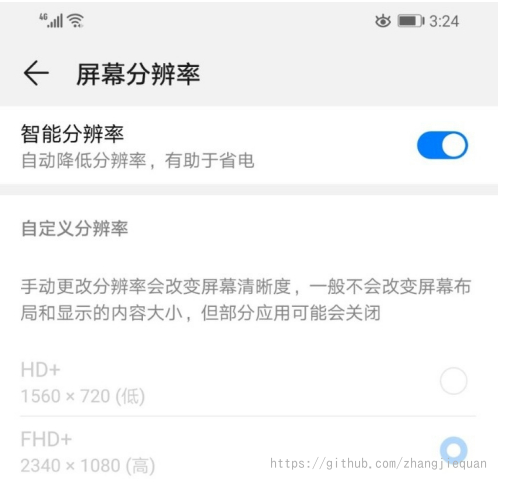 4G 3:24
屏幕分辨率
智能分辨率
自动降低分辨率，有助于省电
自定义分辨率
手动更改分辨率会改变屏幕清晰度，一般不会改变屏幕布
局和显示的内容大小，但部分应用可能会关闭
HD+
1560 × 720 (低)
FHD+
2340 × 1080 (高)
https://github.com/zhangjiequan